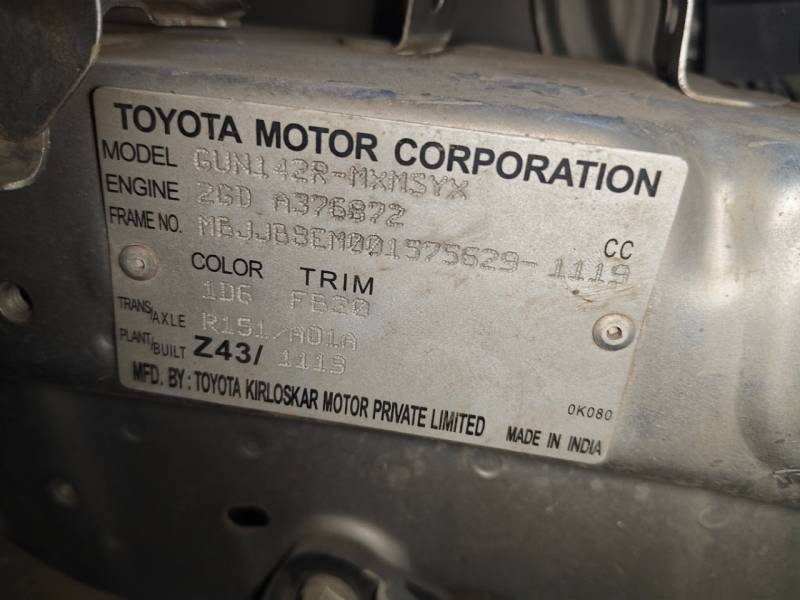 TOYOTA MOTOR CORPORATION
MODEL GUN142R-MXMSYX
ENGINE 2GD A376872 CC
FRAME NO. MBJJB8EM001575629-1119
COLOR TRIM
1D6 FB20
TRANS/AXLE R151/A01A
PLANT/BUILT Z43/ 1119
MFD. BY : TOYOTA KIRLOSKAR MOTOR PRIVATE LIMITED
0K080
MADE IN INDIA